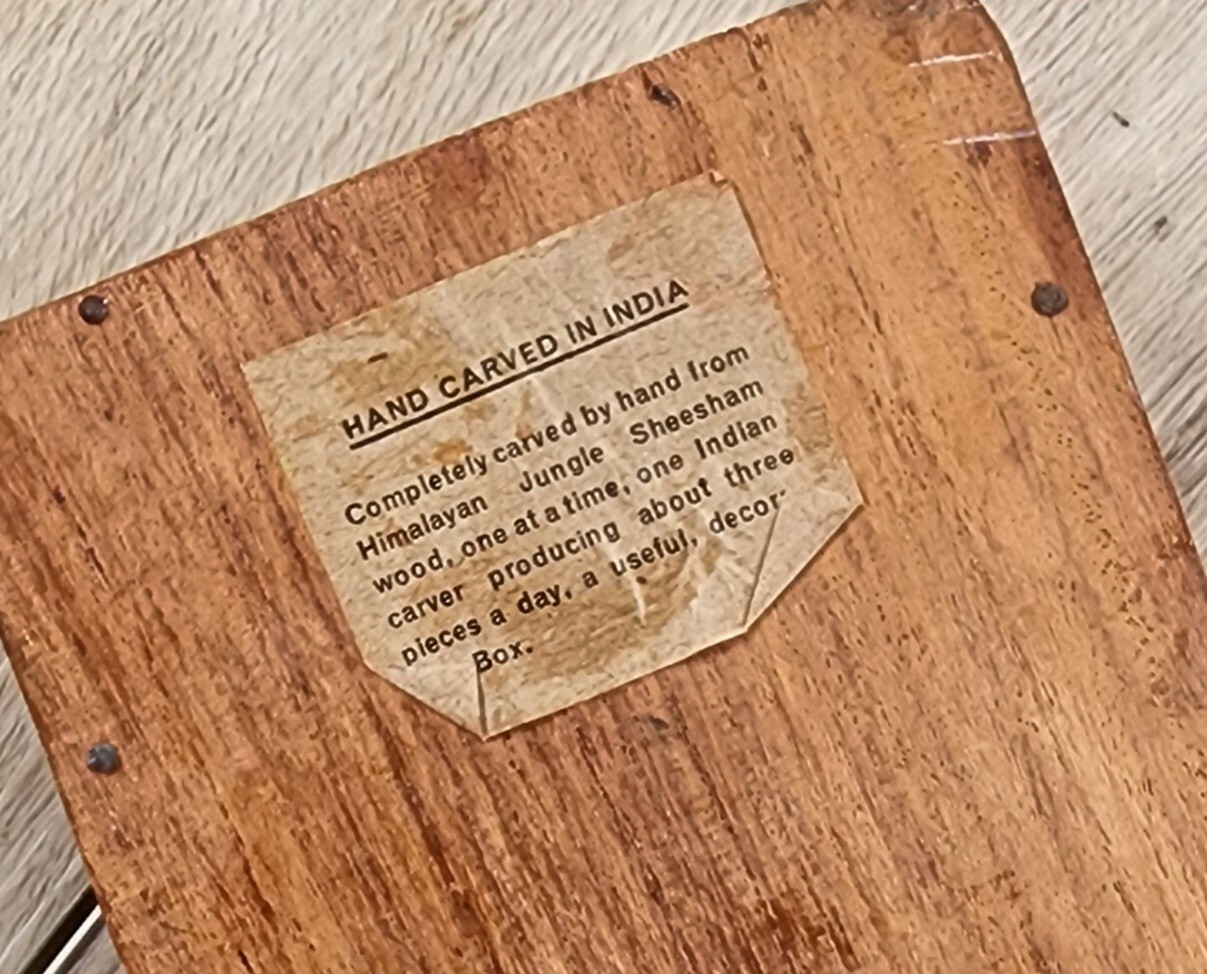 HAND CARVED IN INDIA
Completely carved by hand from
Himalayan Jungle Sheesham
wood, one at a time, one Indian
carver producing about three
pieces a day, a useful, decor
Box.